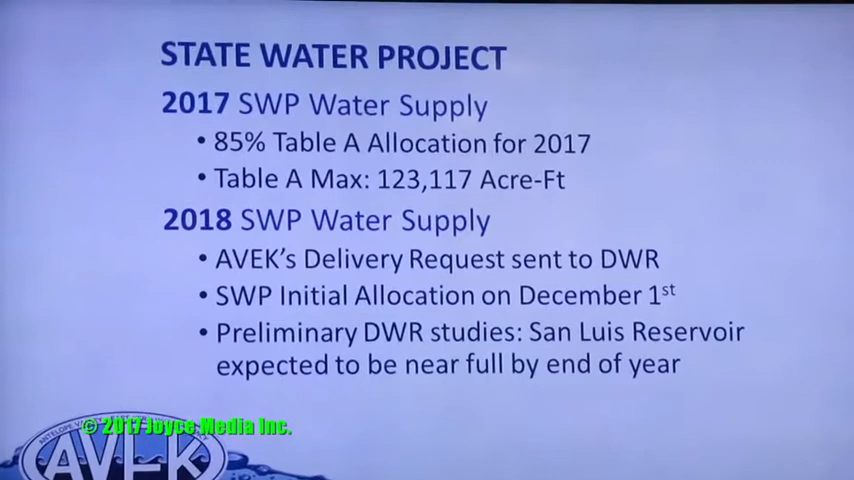 STATE WATER PROJECT
2017 SWP Water Supply
• 85% Table A Allocation for 2017
• Table A Max: 123,117 Acre-Ft
2018 SWP Water Supply
• AVEK's Delivery Request sent to DWR
• SWP Initial Allocation on December 1st
• Preliminary DWR studies: San Luis Reservoir
expected to be near full by end of year
© 2017 Joyce Media Inc.
AVEK